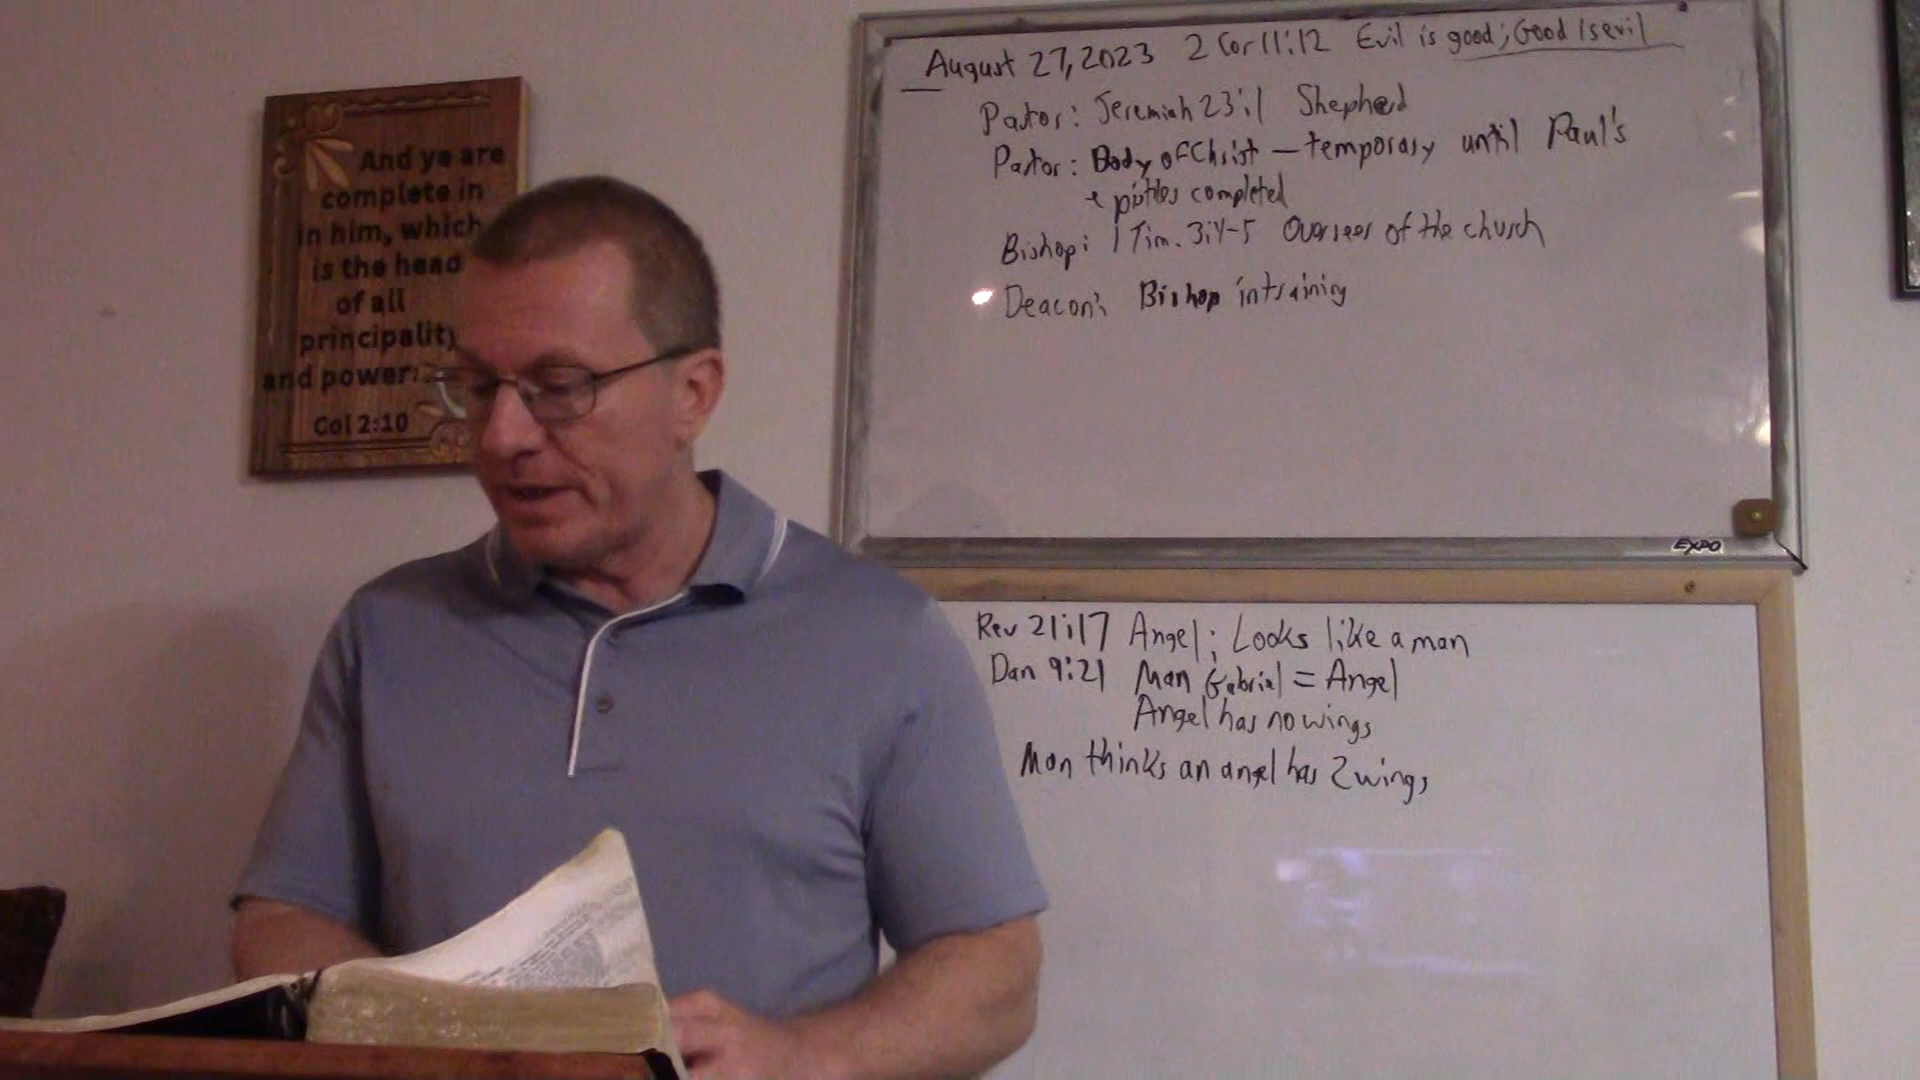 And ye are
complete in
in him, which
is the head
of all
principality
and power:
Col 2:10
August 27, 2023 2 Cor 11:12 Evil is good; Good is evil
Pastor: Jeremiah 23:1 Shepherd
Pastor: Body of Christ – temporary until Paul's
epistles completed
Bishop: 1 Tim. 3:4-5 Overseer of the church
Deacon: Bishop in training
EXPO
Rev 21:17 Angel; Looks like a man
Dan 9:21 Man Gabriel = Angel
Angel has no wings
Man thinks an angel has 2 wings